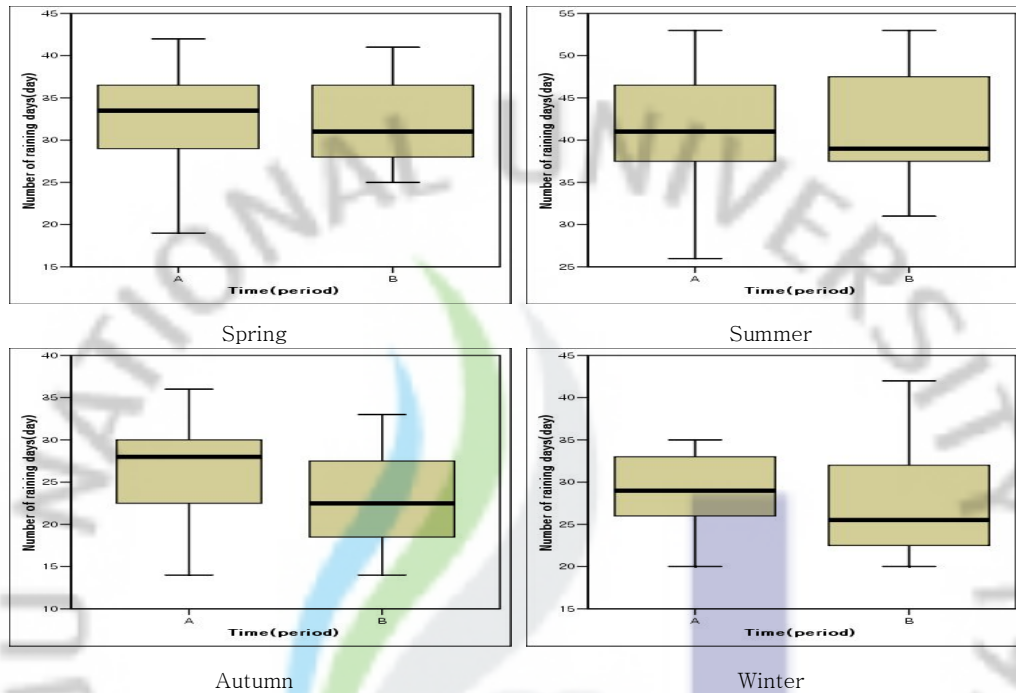 Number of raining days(day)
45
40
35
30
25
20
15
A
B
Time(period)
Spring
Number of raining days(day)
55
50
45
40
35
30
25
A
B
Time(period)
Summer
Number of raining days(day)
40
35
30
25
20
15
10
A
B
Time(period)
Autumn
Number of raining days(day)
45
40
35
30
25
20
15
A
B
Time(period)
Winter
NATIONAL UNIVERSITY